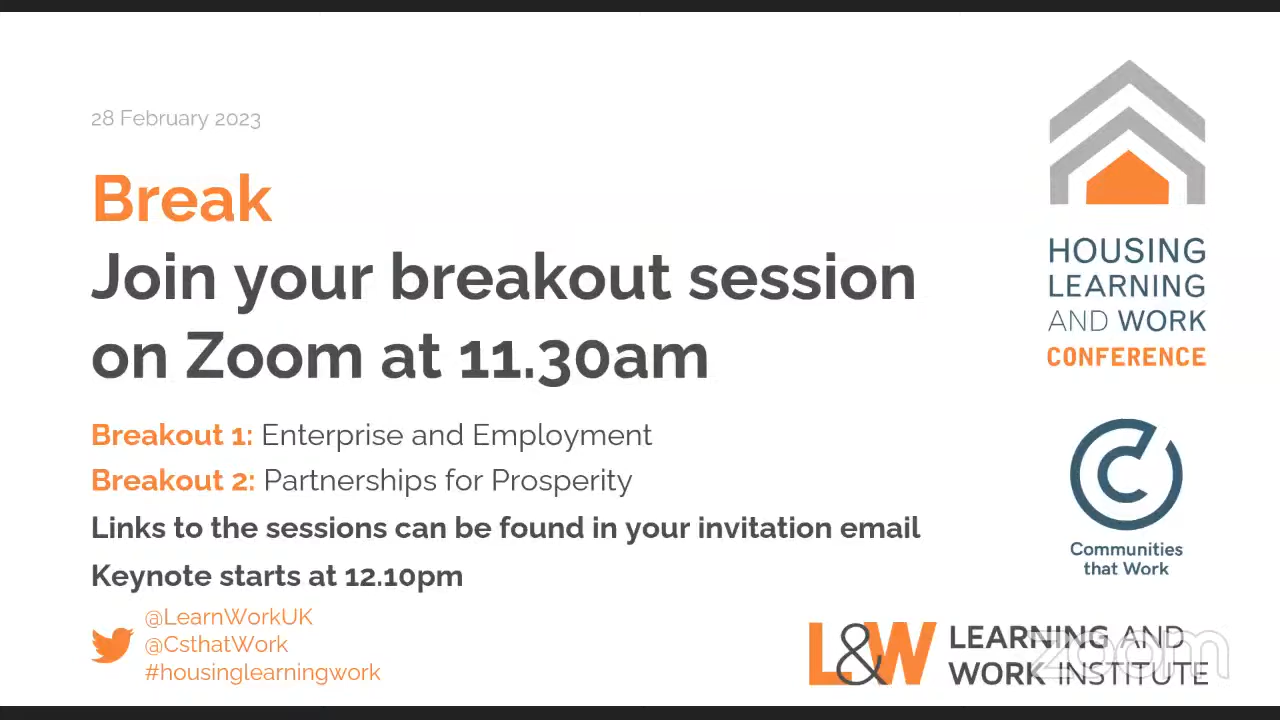 28 February 2023
Break
Join your breakout session
on Zoom at 11.30am
Breakout 1: Enterprise and Employment
Breakout 2: Partnerships for Prosperity
Links to the sessions can be found in your invitation email
Keynote starts at 12.10pm
@LearnWorkUK
@CsthatWork
#housinglearningwork
HOUSING
LEARNING
AND WORK
CONFERENCE
Communities
that Work
L&W
LEARNING AND
WORK INSTITUTE
zoom